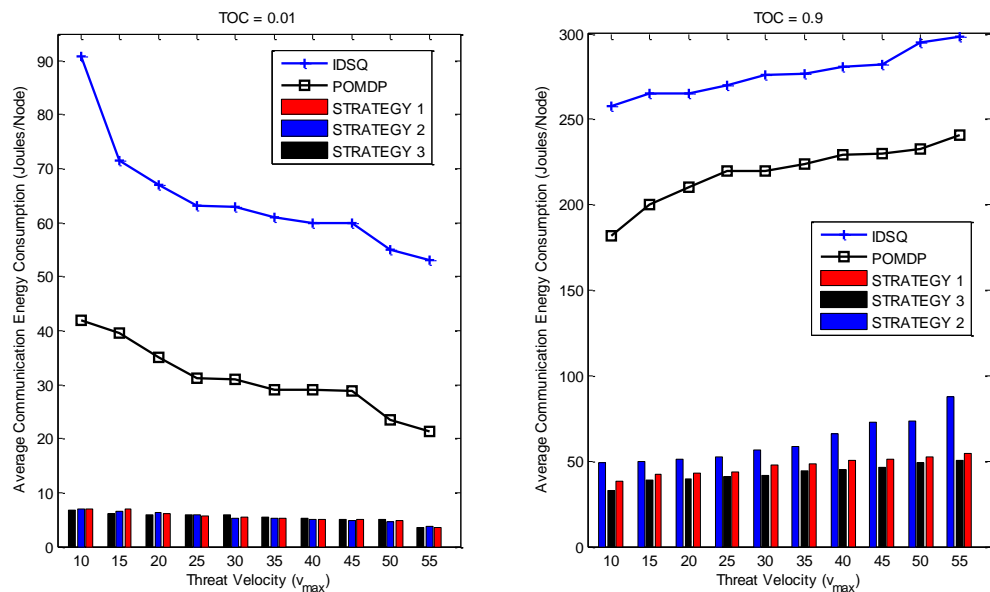 TOC = 0.01
Average Communication Energy Consumption (Joules/Node)
90
80
70
60
50
40
30
20
10
0
IDSQ
POMDP
STRATEGY 1
STRATEGY 2
STRATEGY 3
10 15 20 25 30 35 40 45 50 55
Threat Velocity (vmax)
TOC = 0.9
Average Communication Energy Consumption (Joules/Node)
300
250
200
150
100
50
0
IDSQ
POMDP
STRATEGY 1
STRATEGY 3
STRATEGY 2
10 15 20 25 30 35 40 45 50 55
Threat Velocity (vmax)